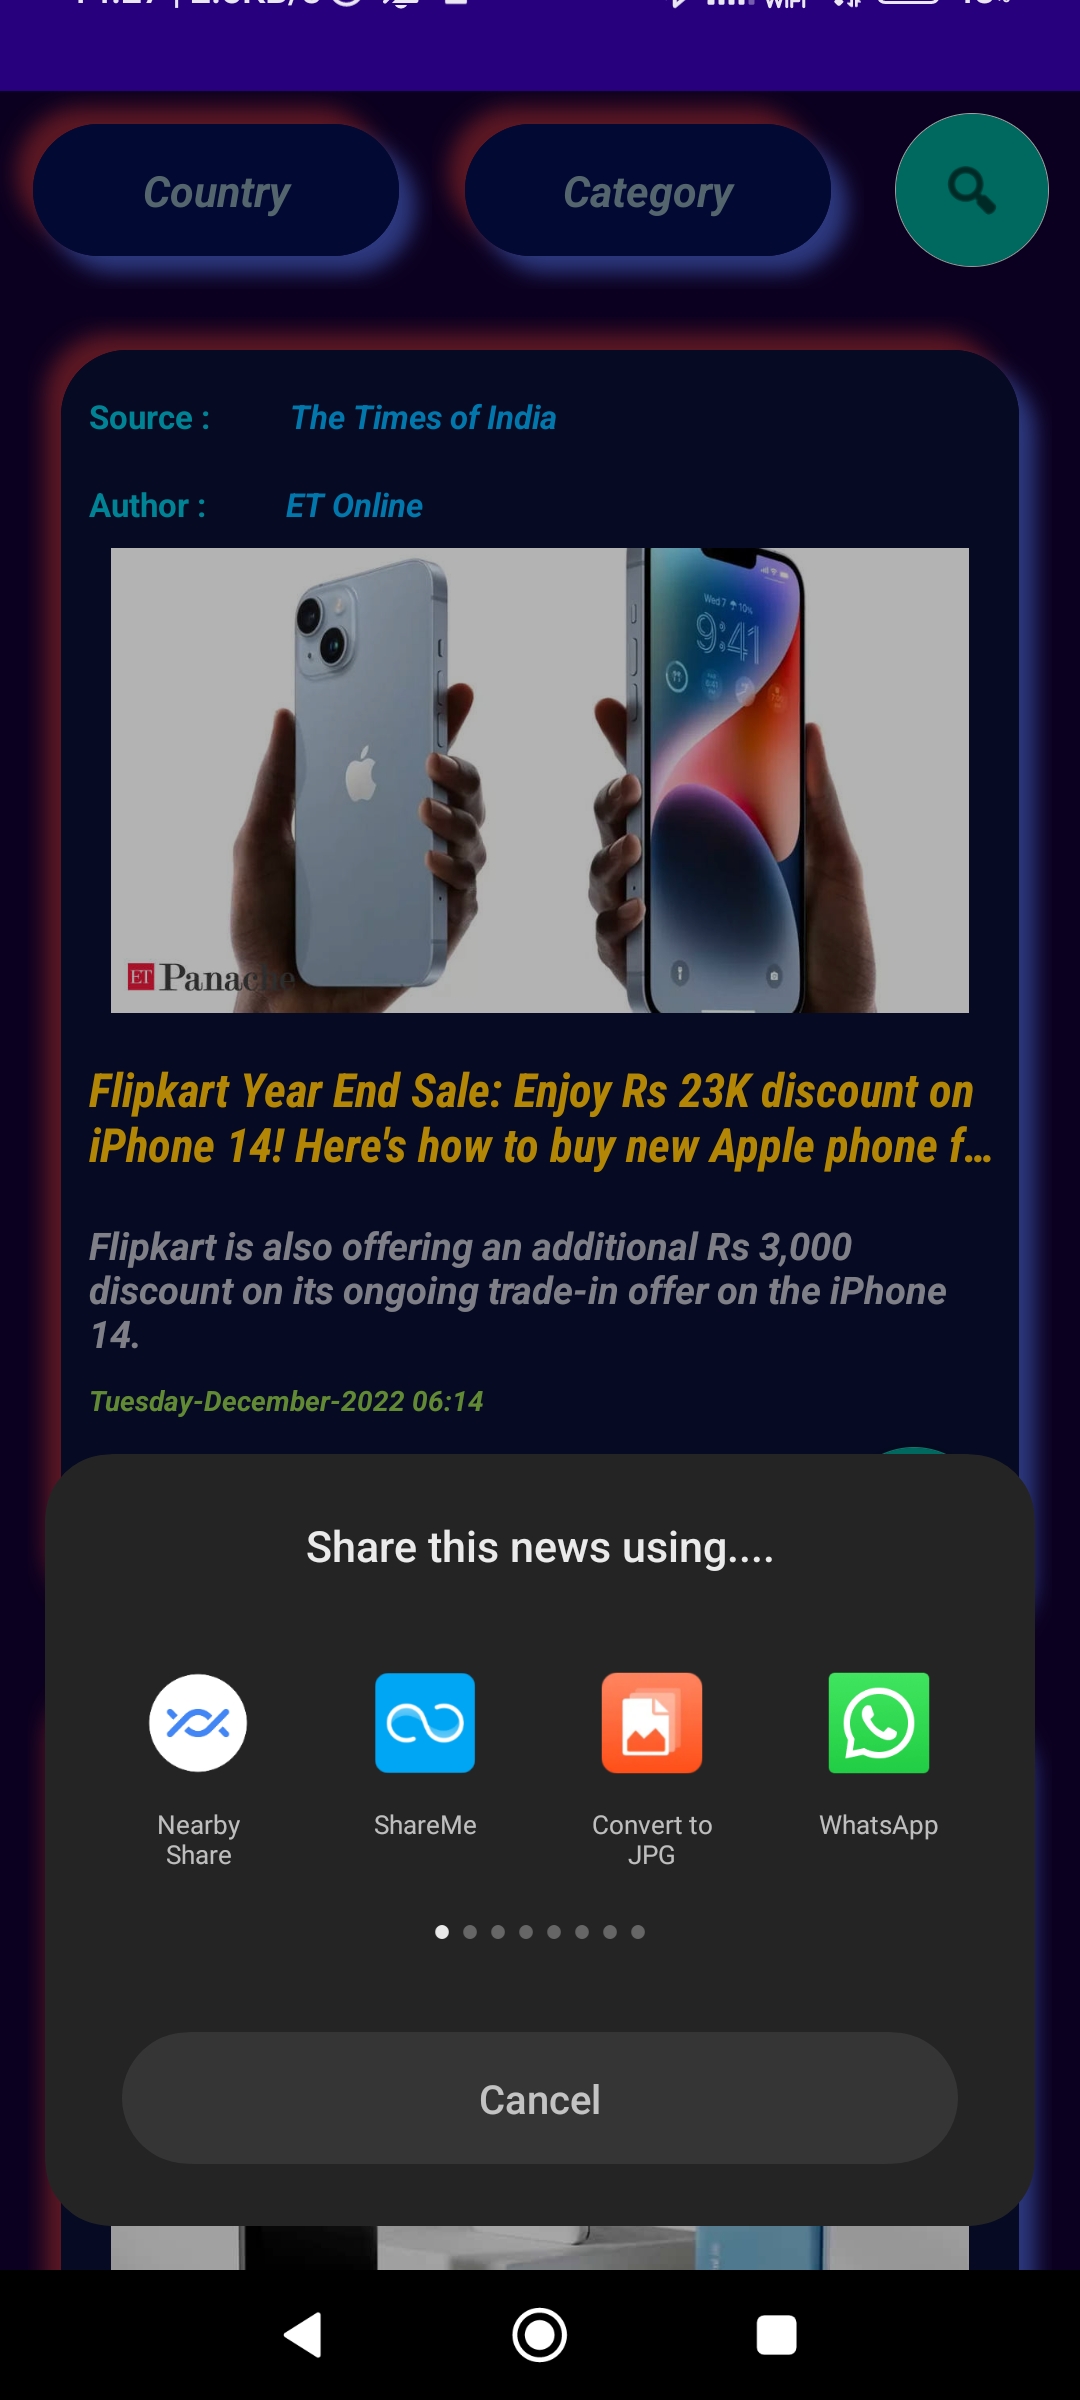 Country
Category
Source :
The Times of India
Author :
ET Online
Wed 7 10%
9:41
ET Panache
Flipkart Year End Sale: Enjoy Rs 23K discount on
iPhone 14! Here's how to buy new Apple phone f...
Flipkart is also offering an additional Rs 3,000
discount on its ongoing trade-in offer on the iPhone
14.
Tuesday-December-2022 06:14
Share this news using....
Nearby
Share
ShareMe
Convert to
JPG
WhatsApp
Cancel